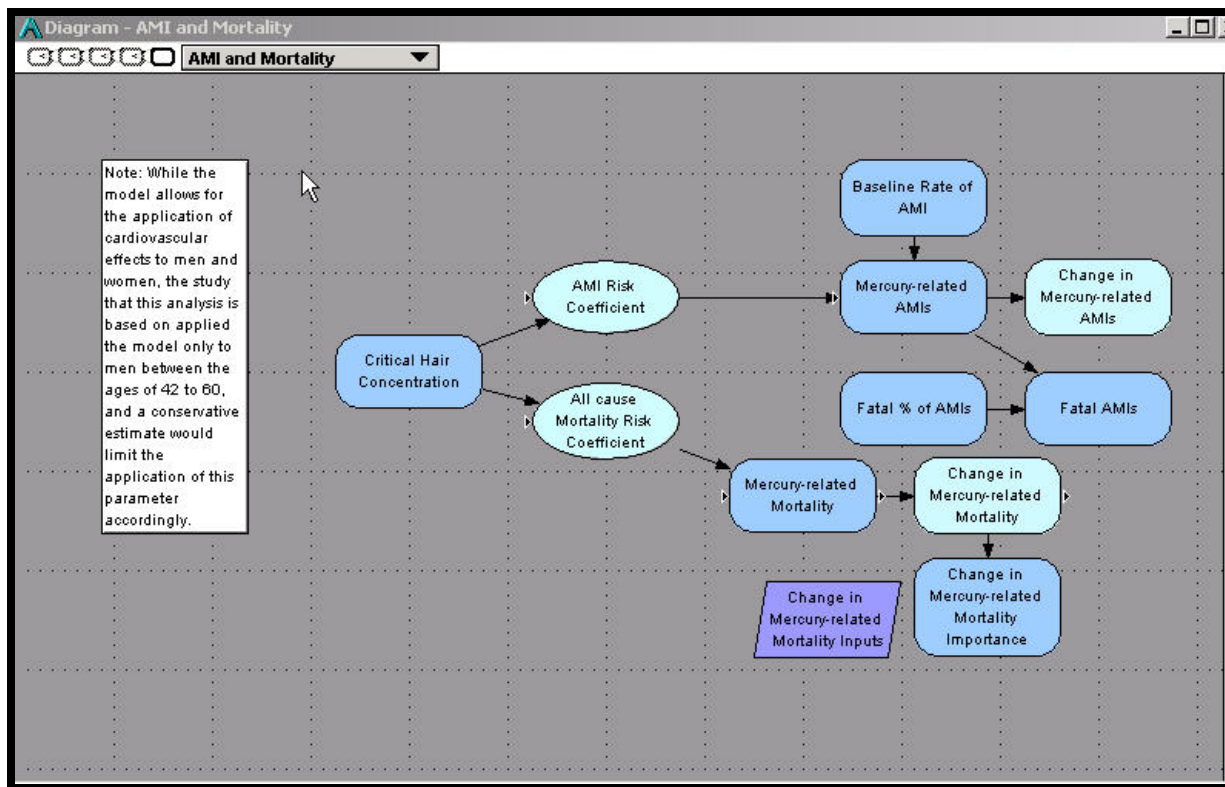 Diagram - AMI and Mortality
AMI and Mortality
Note: While the
model allows for
the application of
cardiovascular
effects to men and
women, the study
that this analysis is
based on applied
the model only to
men between the
ages of 42 to 60,
and a conservative
estimate would
limit the
application of this
parameter
accordingly.
Baseline Rate of
AMI
AMI Risk
Coefficient
Mercury-related
AMIs
Change in
Mercury-related
AMIs
Critical Hair
Concentration
All cause
Mortality Risk
Coefficient
Fatal % of AMIs
Fatal AMIs
Mercury-related
Mortality
Change in
Mercury-related
Mortality
Change in
Mercury-related
Mortality Inputs
Change in
Mercury-related
Mortality
Importance